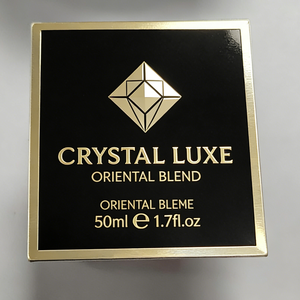 CRYSTAL LUXE
ORIENTAL BLEND
ORIENTAL BLEME
50ml ℮ 1.7fl.oz